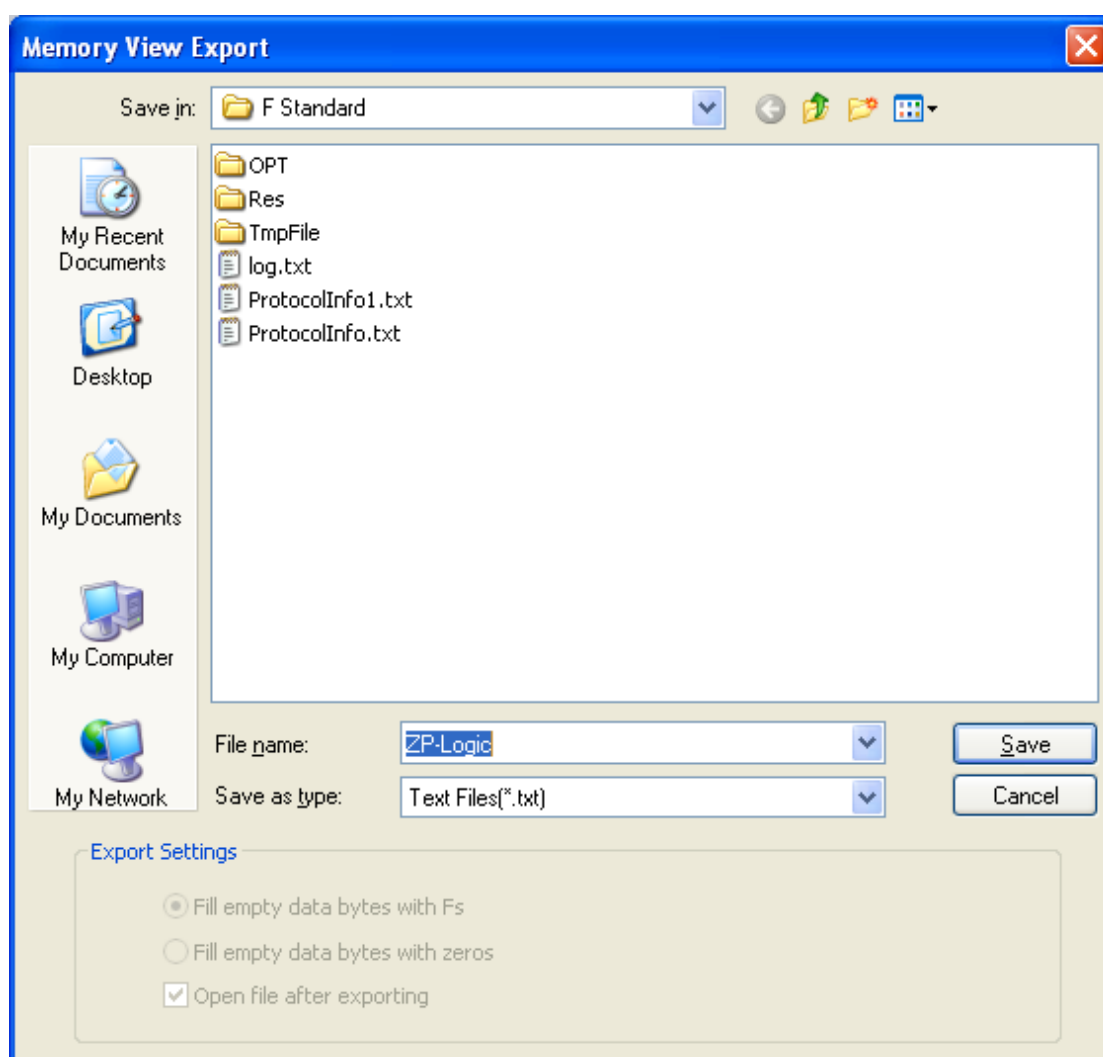 Memory View Export
Save in: F Standard
OPT
Res
TmpFile
log.txt
ProtocolInfo1.txt
ProtocolInfo.txt
My Recent
Documents
Desktop
My Documents
My Computer
My Network
File name: ZP-Logic Save
Save as type: Text Files(*.txt) Cancel
Export Settings
Fill empty data bytes with Fs
Fill empty data bytes with zeros
Open file after exporting